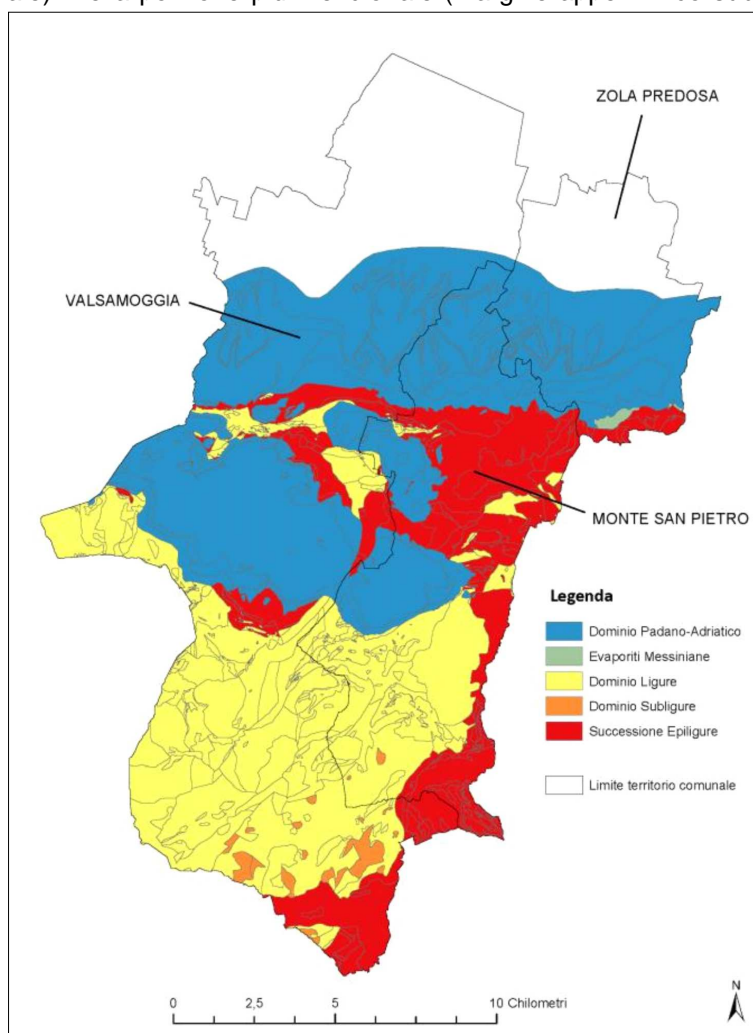 ZOLA PREDOSA
VALSAMOGGIA
MONTE SAN PIETRO
Legenda
Dominio Padano-Adriatico
Evaporiti Messiniane
Dominio Ligure
Dominio Subligure
Successione Epiligure
Limite territorio comunale
N
0 2,5 5 10 Chilometri